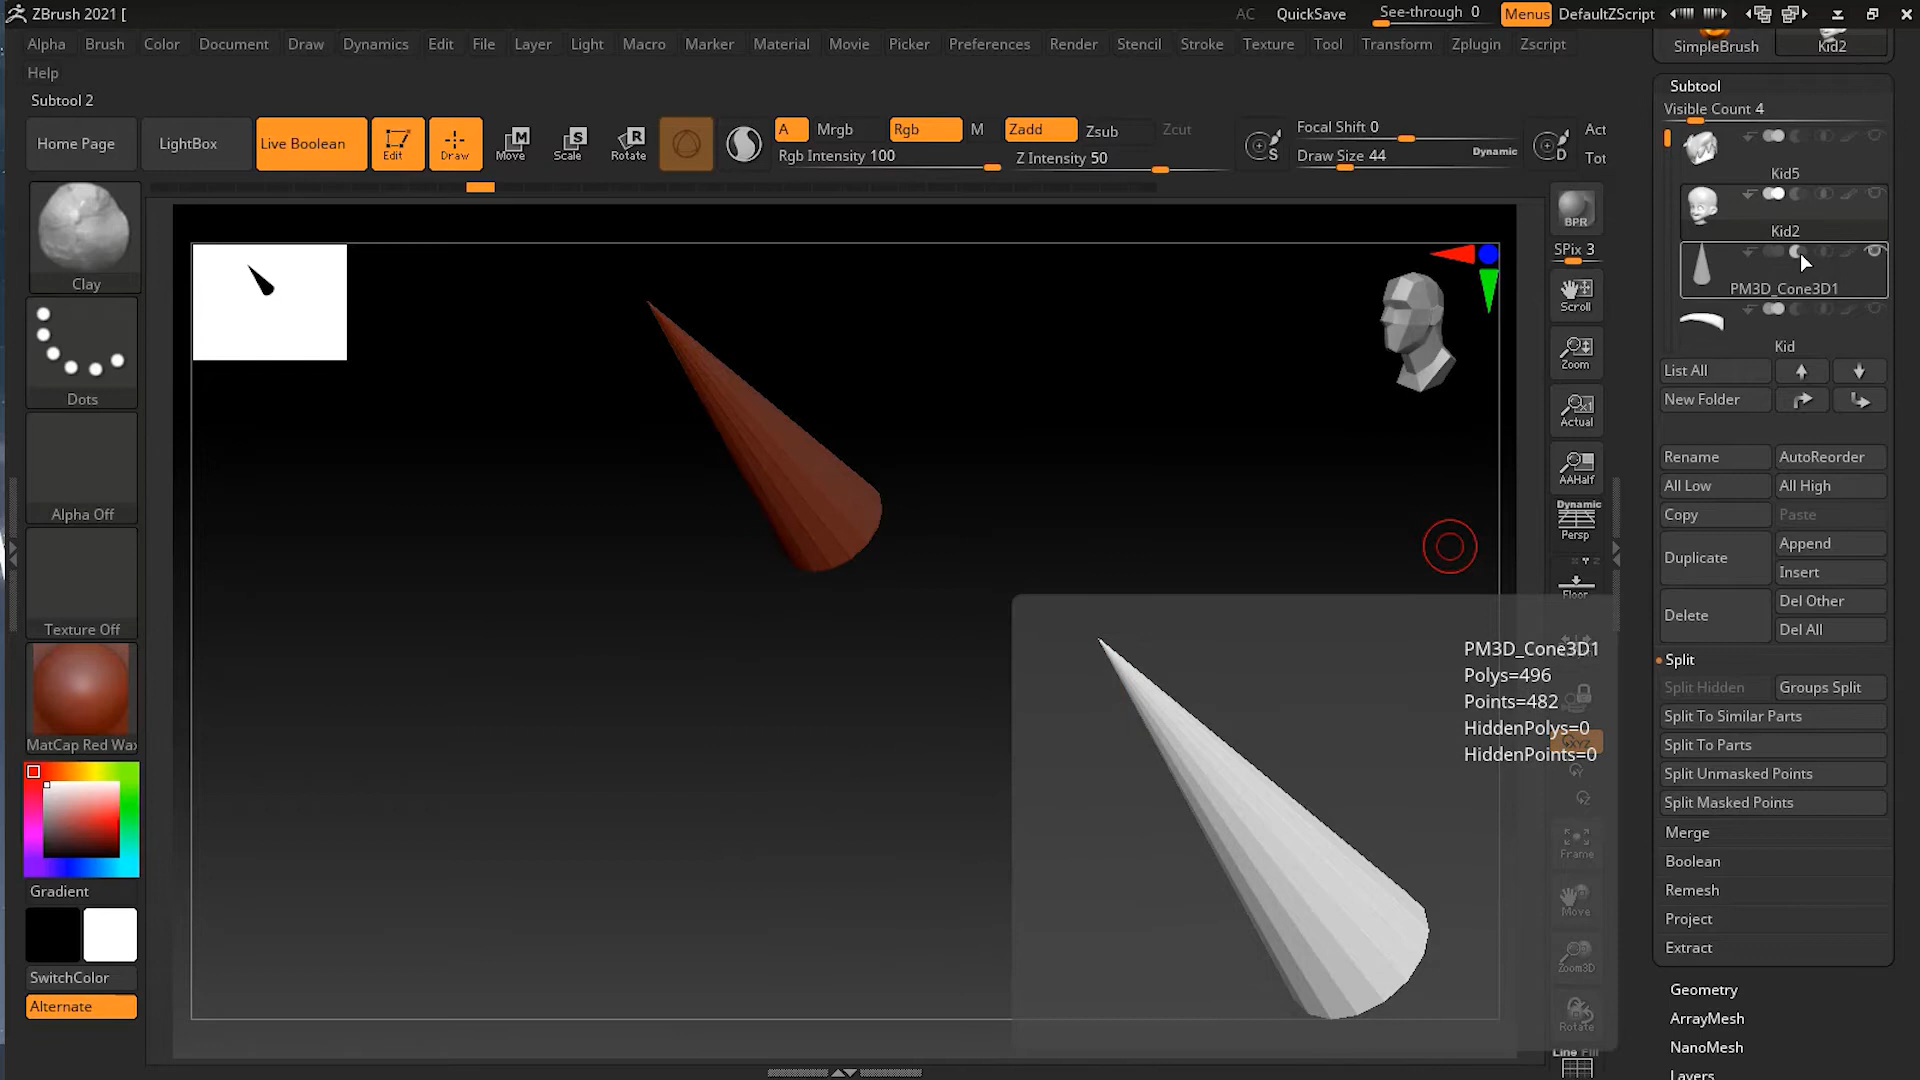 ZBrush 2021 [
AC QuickSave See-through 0 Menus DefaultZScript
Alpha Brush Color Document Draw Dynamics Edit File Layer Light Macro Marker Material Movie Picker Preferences Render Stencil Stroke Texture Tool Transform Zplugin Zscript
Help
Subtool 2
Home Page LightBox Live Boolean Edit Draw Move Scale Rotate
M S R
A Mrgb Rgb M Zadd Zsub Zcut
Rgb Intensity 100 Z Intensity 50
S Focal Shift 0 D Act
Draw Size 44 Dynamic Tot
Clay
Dots
Alpha Off
Texture Off
MatCap Red Wax
Gradient
SwitchColor
Alternate
BPR
SPix 3
Scroll
Zoom
x1
Actual
AAHalf
Dynamic
Persp
Floor
XYZ
Frame
Move
Zoom3D
Rotate
Line Fill
PM3D_Cone3D1
Polys=496
Points=482
HiddenPolys=0
HiddenPoints=0
SimpleBrush Kid2
Subtool
Visible Count 4
Kid5
Kid2
PM3D_Cone3D1
Kid
List All
New Folder
Rename AutoReorder
All Low All High
Copy Paste
Duplicate Append
Insert
Delete Del Other
Del All
Split
Split Hidden Groups Split
Split To Similar Parts
Split To Parts
Split Unmasked Points
Split Masked Points
Merge
Boolean
Remesh
Project
Extract
Geometry
ArrayMesh
NanoMesh
Layers